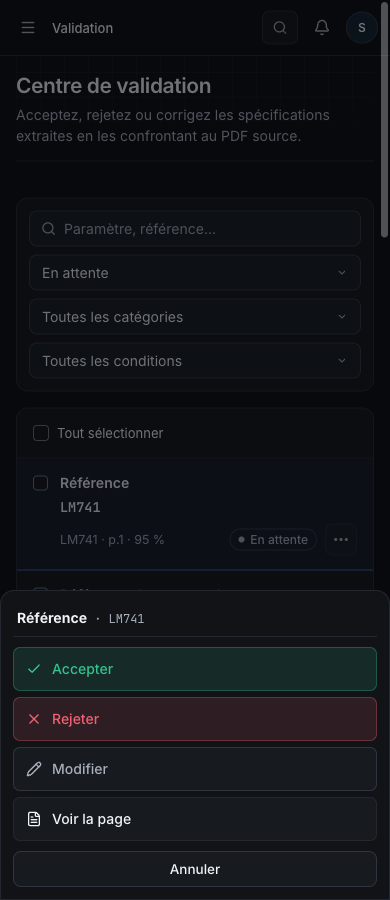 Validation
S
Centre de validation
Acceptez, rejetez ou corrigez les spécifications
extraites en les confrontant au PDF source.
Paramètre, référence...
En attente
Toutes les catégories
Toutes les conditions
Tout sélectionner
Référence
LM741
LM741 · p.1 · 95 %
En attente
Référence · LM741
Accepter
Rejeter
Modifier
Voir la page
Annuler